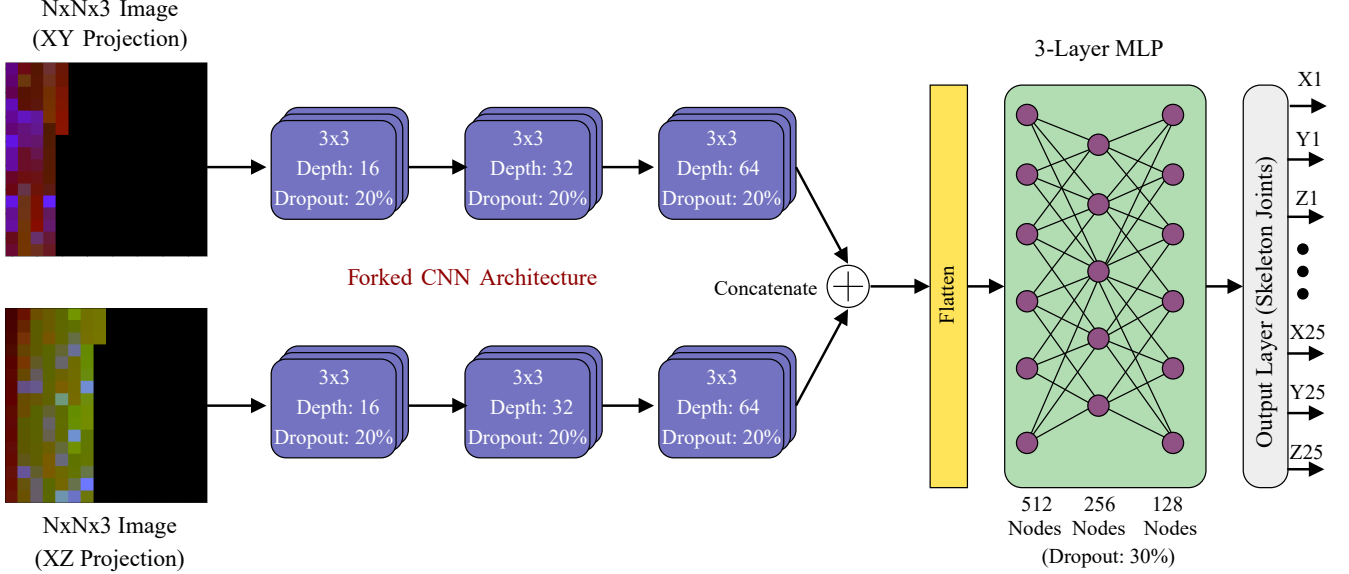 NxNx3 Image
(XY Projection)
3x3
Depth: 16
Dropout: 20%
3x3
Depth: 32
Dropout: 20%
3x3
Depth: 64
Dropout: 20%
Forked CNN Architecture
3x3
Depth: 16
Dropout: 20%
3x3
Depth: 32
Dropout: 20%
3x3
Depth: 64
Dropout: 20%
NxNx3 Image
(XZ Projection)
Concatenate
Flatten
3-Layer MLP
512
Nodes
256
Nodes
128
Nodes
(Dropout: 30%)
Output Layer (Skeleton Joints)
X1
Y1
Z1
X25
Y25
Z25